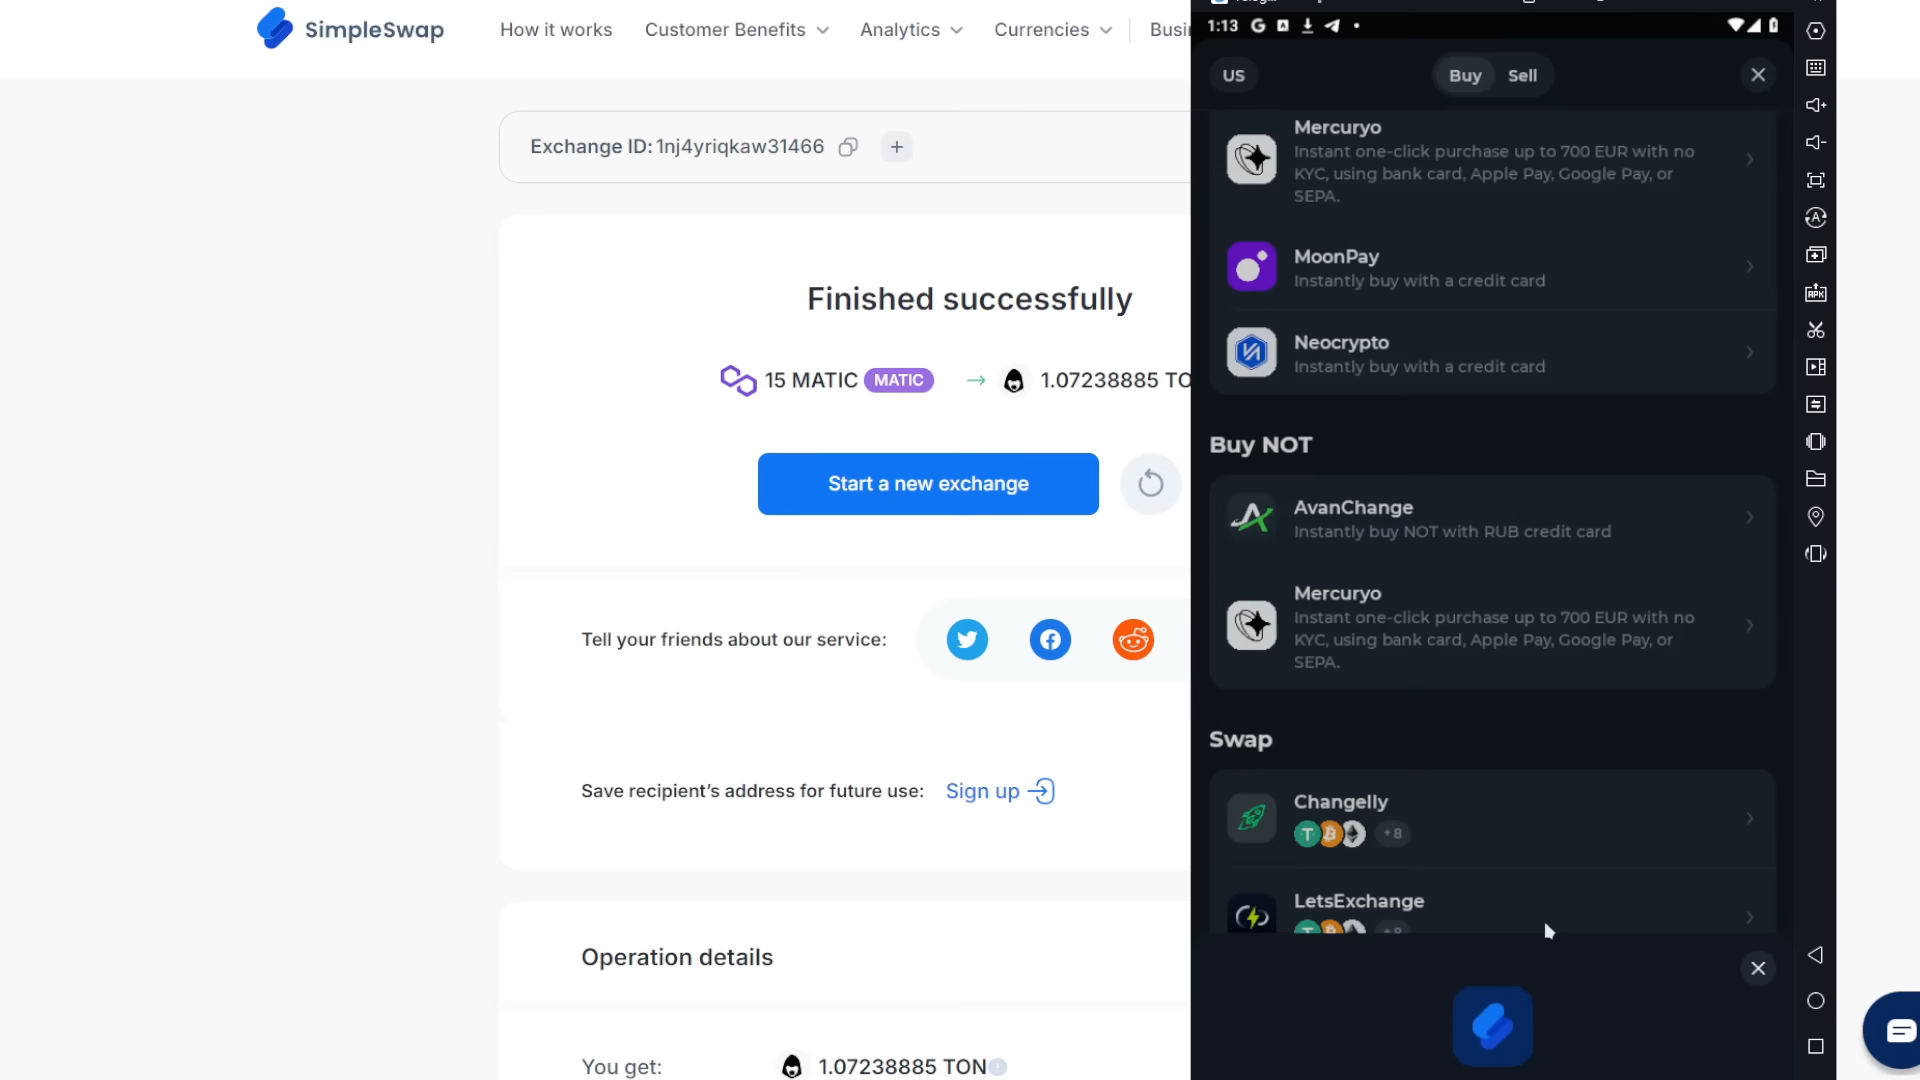 SimpleSwap
How it works
Customer Benefits
Analytics
Currencies
Exchange ID: 1nj4yriqkaw31466
+
Finished successfully
15 MATIC MATIC → 1.07238885 TO
Start a new exchange
Tell your friends about our service:
Save recipient's address for future use: Sign up
Operation details
You get: 1.07238885 TON
1:13
US
Buy Sell
Mercuryo
Instant one-click purchase up to 700 EUR with no
KYC, using bank card, Apple Pay, Google Pay, or
SEPA.
MoonPay
Instantly buy with a credit card
Neocrypto
Instantly buy with a credit card
Buy NOT
AvanChange
Instantly buy NOT with RUB credit card
Mercuryo
Instant one-click purchase up to 700 EUR with no
KYC, using bank card, Apple Pay, Google Pay, or
SEPA.
Swap
Changelly
+8
LetsExchange
+8